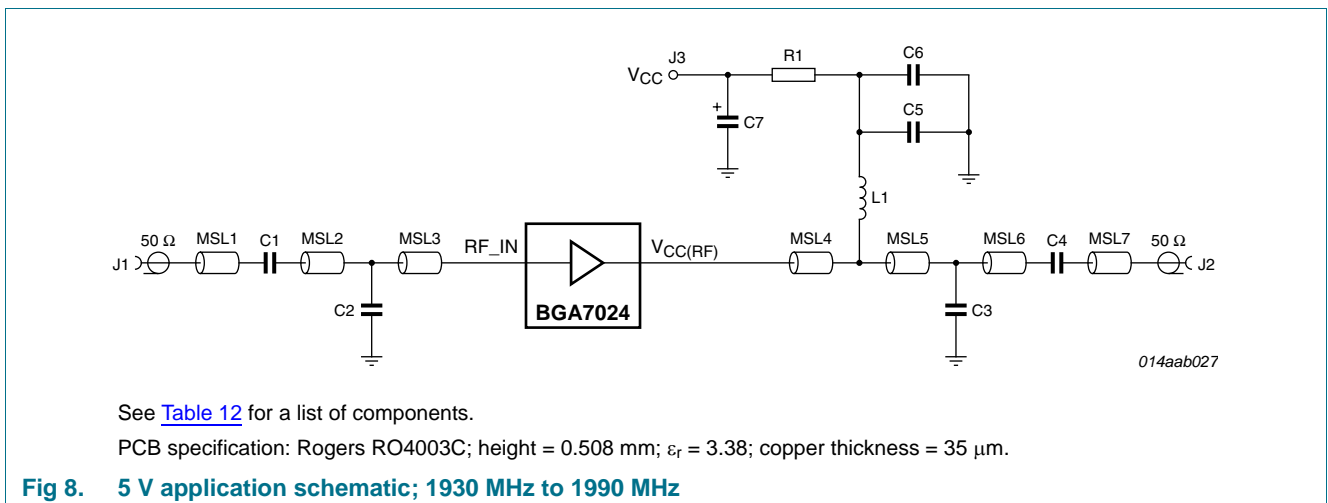 J3
R1
C6
VCC
+
C7
C5
L1
50 Ω
MSL1
C1
MSL2
MSL3
RF_IN
VCC(RF)
MSL4
MSL5
MSL6
C4
MSL7
50 Ω
J1
J2
C2
BGA7024
C3
014aab027
See Table 12 for a list of components.
PCB specification: Rogers RO4003C; height = 0.508 mm; εr = 3.38; copper thickness = 35 μm.
Fig 8. 5 V application schematic; 1930 MHz to 1990 MHz